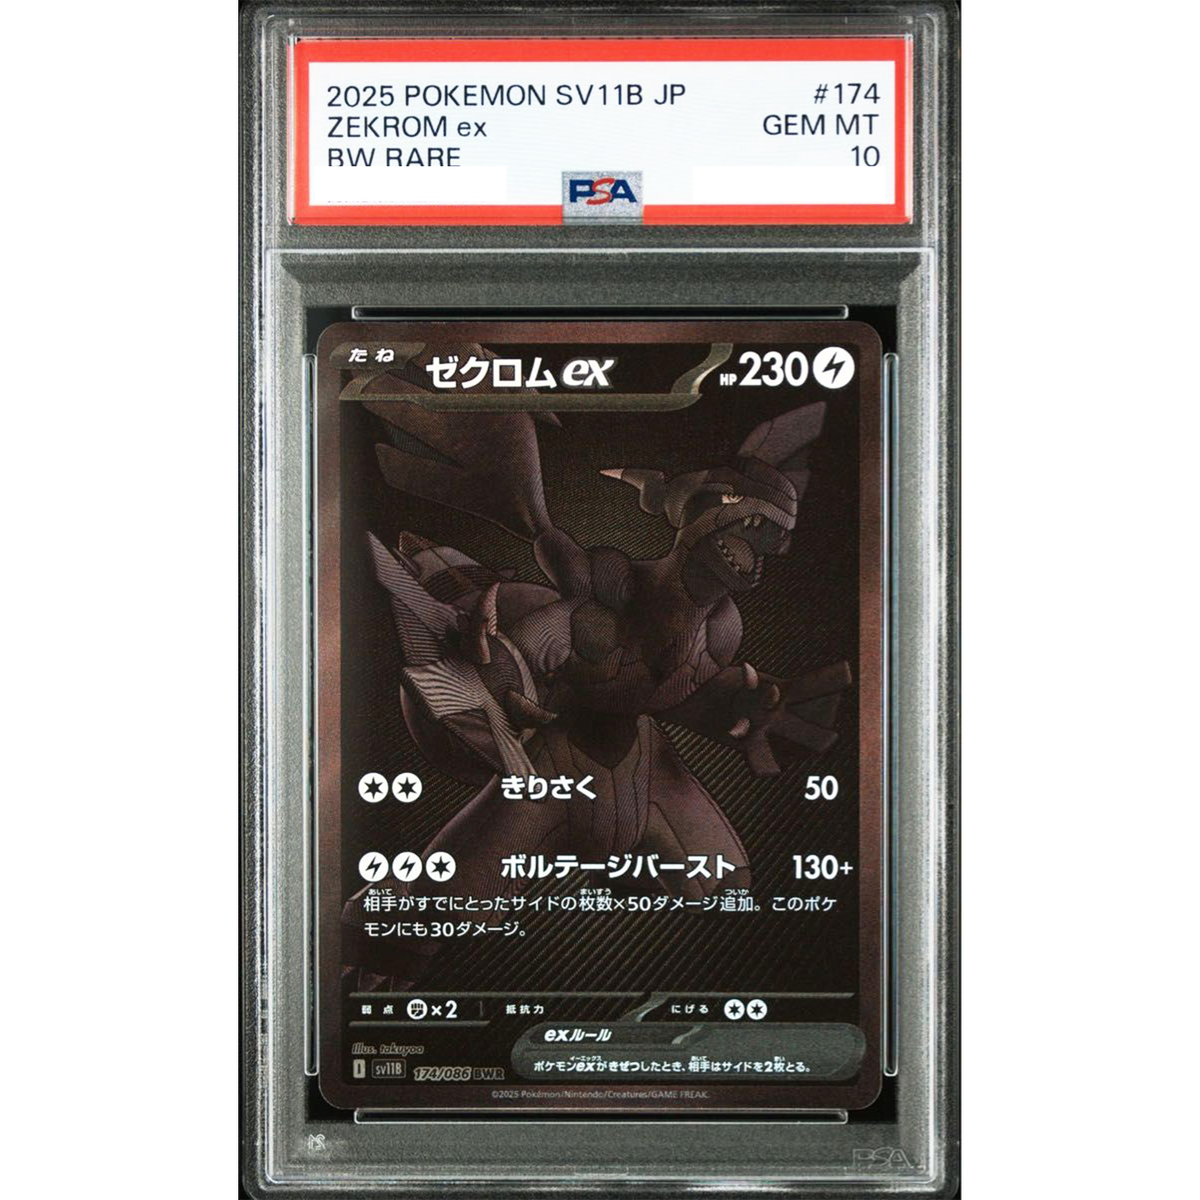 2025 POKEMON SV11B JP #174
ZEKROM ex GEM MT
BW RARE 10
PSA
たね ゼクロムex HP230
きりさく 50
ボルテージバースト 130+
相手がすでにとったサイドの枚数×50ダメージ追加。このポケ
モンにも30ダメージ。
弱点 ×2 抵抗力 にげる
exルール
ポケモンexがきぜつしたとき、相手はサイドを2枚とる。
Illus. takuyoa
I sv11B 174/086 BWR
©2025 Pokémon/Nintendo/Creatures/GAME FREAK.
PSA